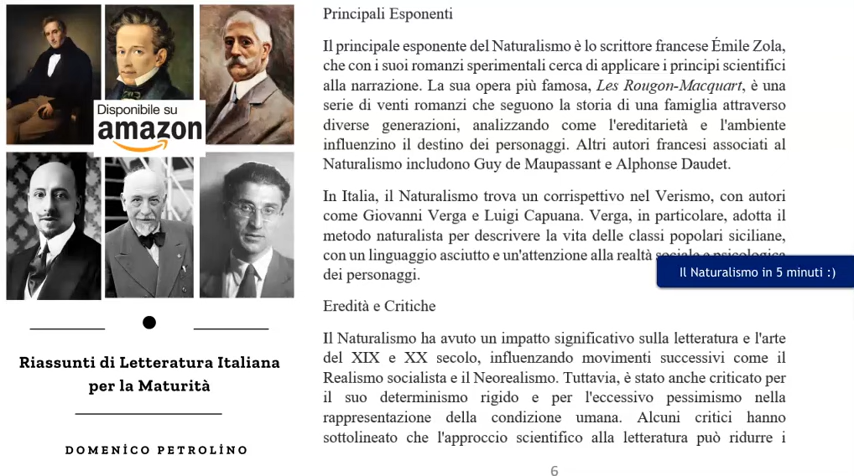 Disponibile su
amazon
Riassunti di Letteratura Italiana
per la Maturità
DOMENİCO PETROLİNO
Principali Esponenti
Il principale esponente del Naturalismo è lo scrittore francese Émile Zola,
che con i suoi romanzi sperimentali cerca di applicare i principi scientifici
alla narrazione. La sua opera più famosa, Les Rougon-Macquart, è una
serie di venti romanzi che seguono la storia di una famiglia attraverso
diverse generazioni, analizzando come l'ereditarietà e l'ambiente
influenzino il destino dei personaggi. Altri autori francesi associati al
Naturalismo includono Guy de Maupassant e Alphonse Daudet.
In Italia, il Naturalismo trova un corrispettivo nel Verismo, con autori
come Giovanni Verga e Luigi Capuana. Verga, in particolare, adotta il
metodo naturalista per descrivere la vita delle classi popolari siciliane,
con un linguaggio asciutto e un'attenzione alla realtà sociale e psicologica
dei personaggi.
Il Naturalismo in 5 minuti :)
Eredità e Critiche
Il Naturalismo ha avuto un impatto significativo sulla letteratura e l'arte
del XIX e XX secolo, influenzando movimenti successivi come il
Realismo socialista e il Neorealismo. Tuttavia, è stato anche criticato per
il suo determinismo rigido e per l'eccessivo pessimismo nella
rappresentazione della condizione umana. Alcuni critici hanno
sottolineato che l'approccio scientifico alla letteratura può ridurre i
6